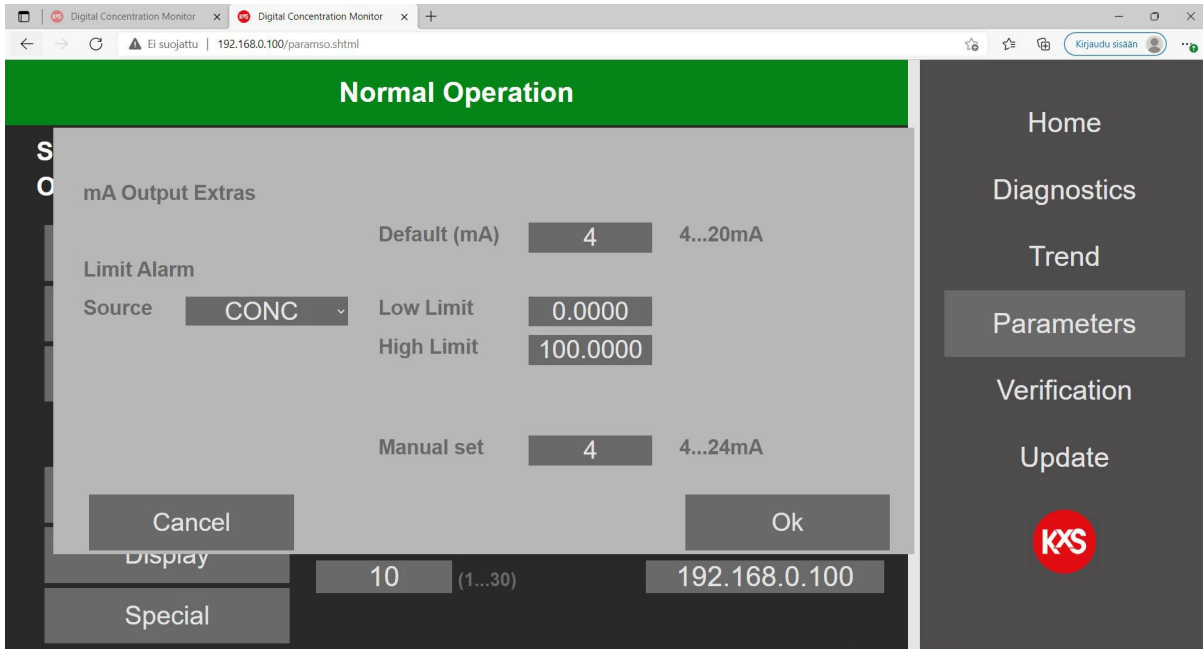 Digital Concentration Monitor
Digital Concentration Monitor
Ei suojattu | 192.168.0.100/paramso.shtml
Kirjaudu sisään
Normal Operation
S
O
mA Output Extras
Default (mA) 4 4...20mA
Limit Alarm
Source CONC Low Limit 0.0000
High Limit 100.0000
Manual set 4 4...24mA
Cancel Ok
Display
10 (1...30) 192.168.0.100
Special
Home
Diagnostics
Trend
Parameters
Verification
Update
KXS